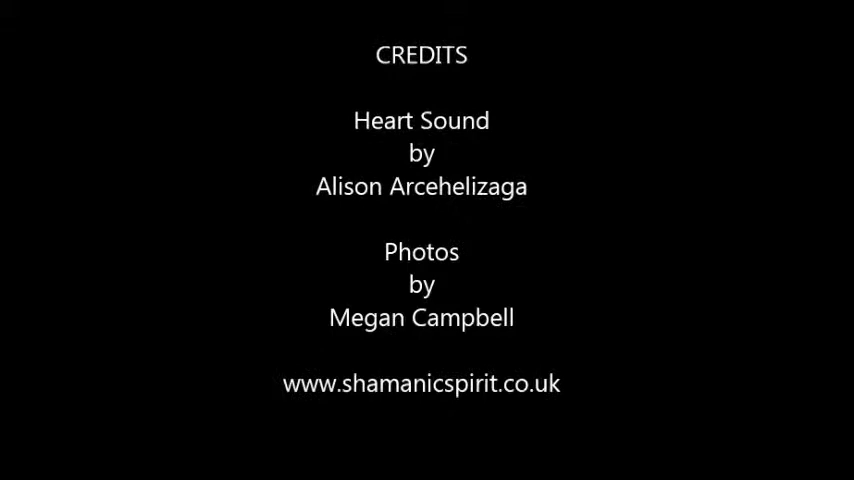 CREDITS
Heart Sound
by
Alison Arcehelizaga
Photos
by
Megan Campbell
www.shamanicspirit.co.uk